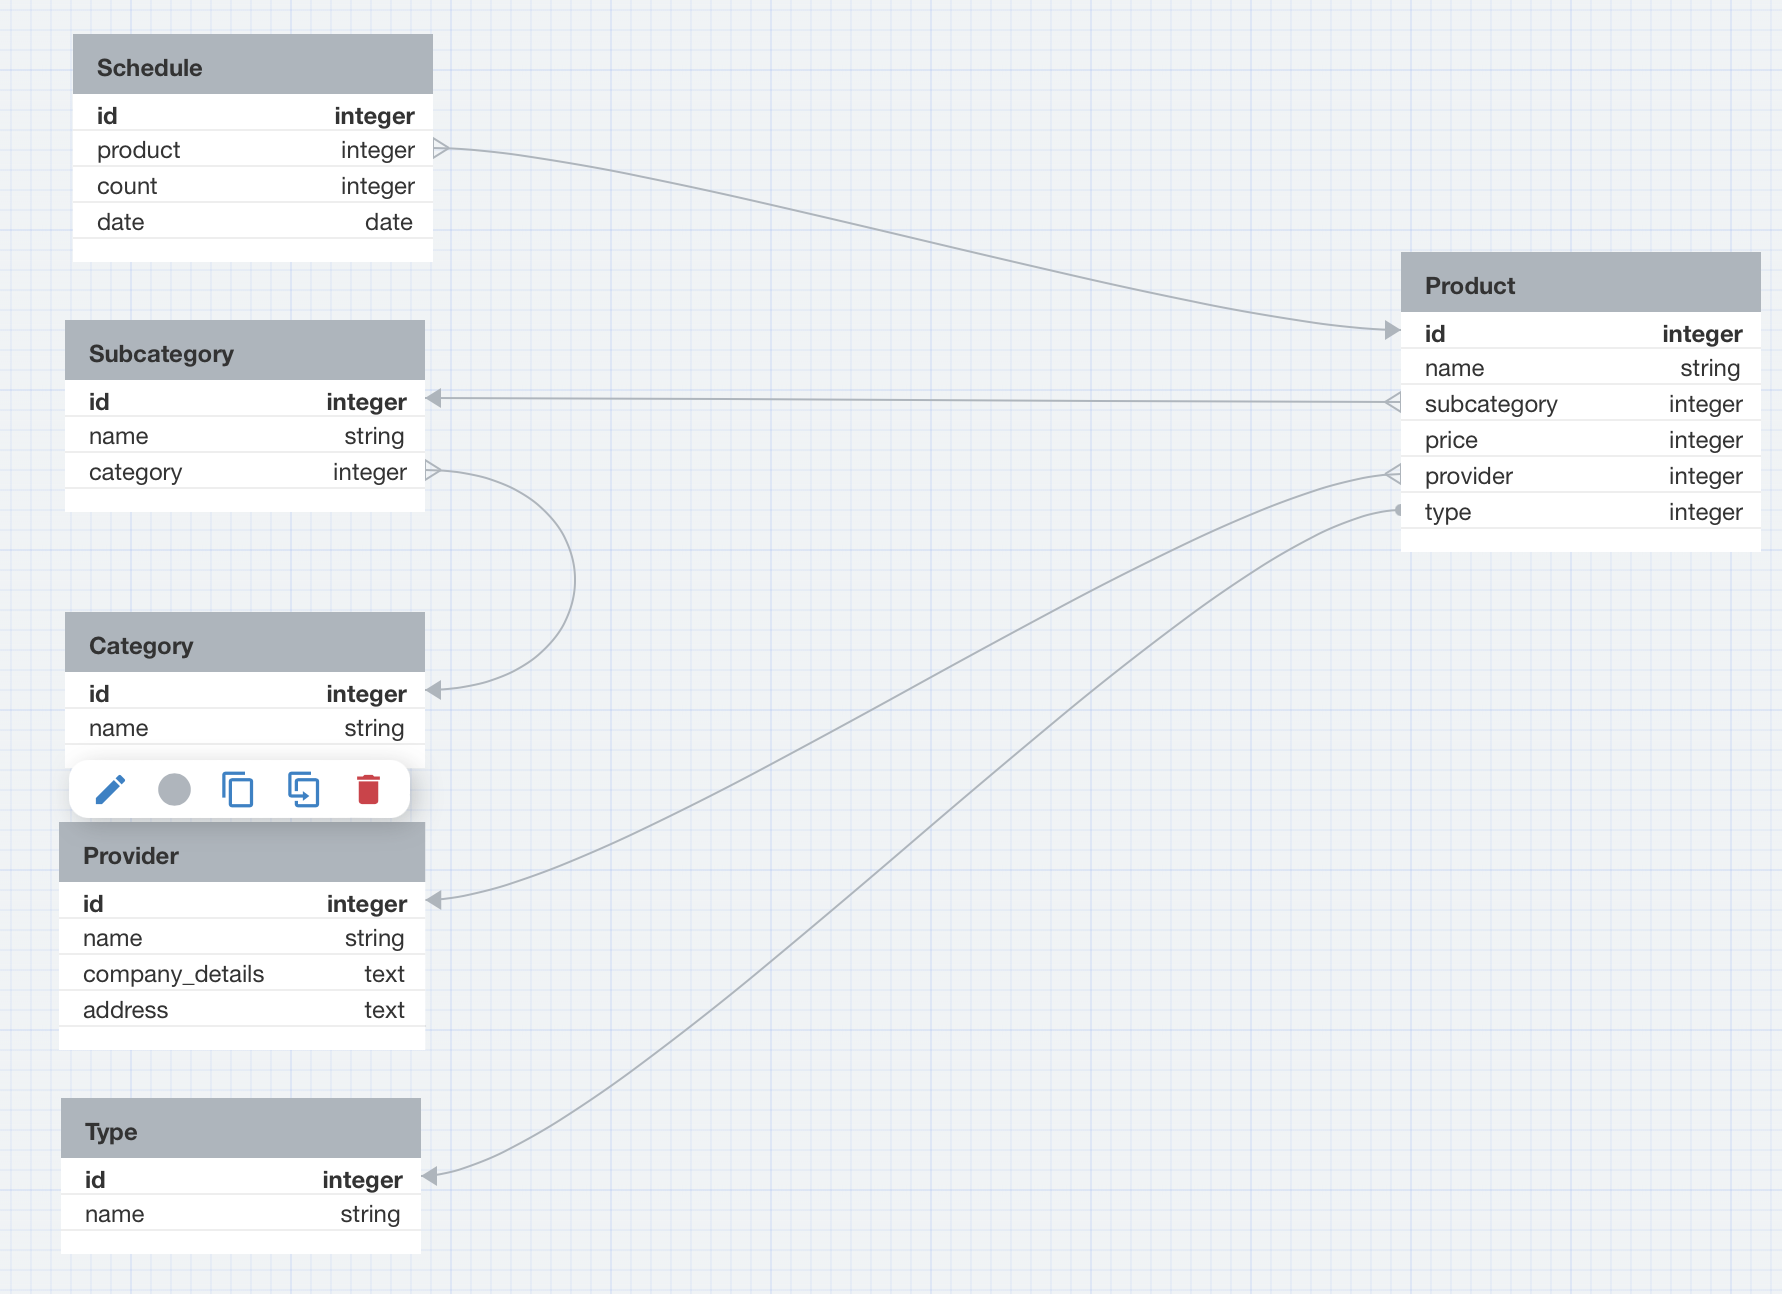 Schedule
id integer
product integer
count integer
date date
Subcategory
id integer
name string
category integer
Category
id integer
name string
Provider
id integer
name string
company_details text
address text
Type
id integer
name string
Product
id integer
name string
subcategory integer
price integer
provider integer
type integer